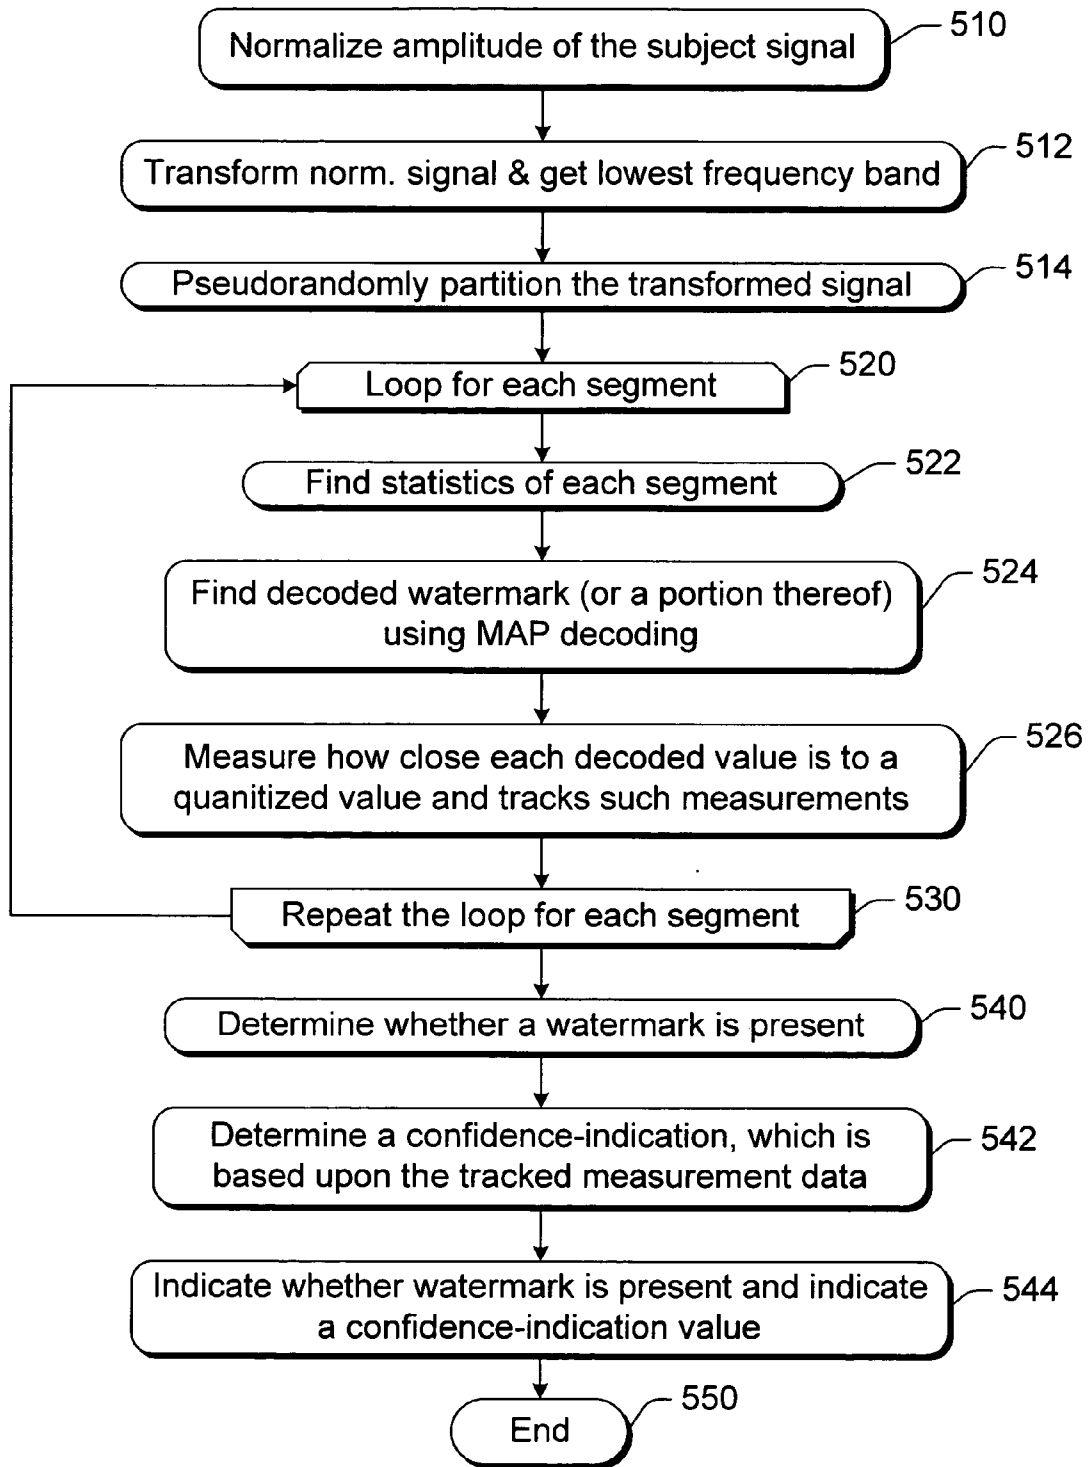 Normalize amplitude of the subject signal
510
Transform norm. signal & get lowest frequency band
512
Pseudorandomly partition the transformed signal
514
Loop for each segment
520
Find statistics of each segment
522
Find decoded watermark (or a portion thereof)
using MAP decoding
524
Measure how close each decoded value is to a
quanitized value and tracks such measurements
526
Repeat the loop for each segment
530
Determine whether a watermark is present
540
Determine a confidence-indication, which is
based upon the tracked measurement data
542
Indicate whether watermark is present and indicate
a confidence-indication value
544
End
550